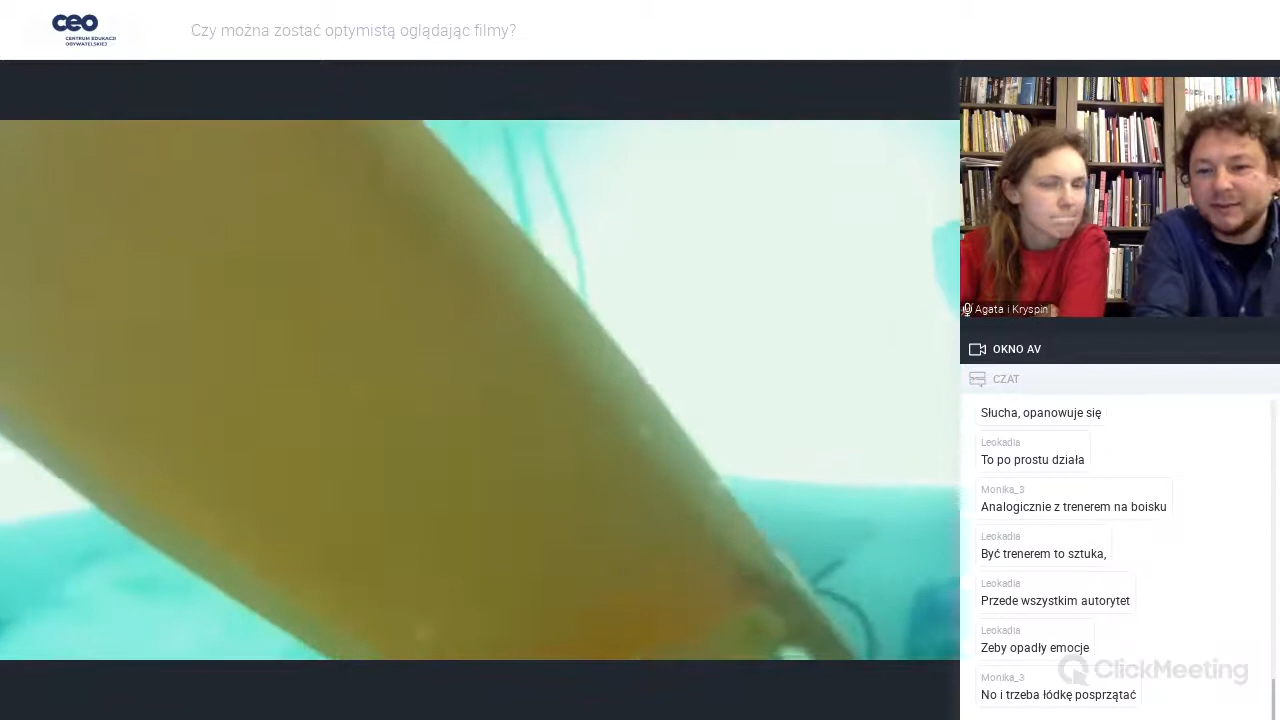 ceo
CENTRUM EDUKACJI
OBYWATELSKIEJ
Czy można zostać optymistą oglądając filmy?
Agata i Kryspin
OKNO AV
CZAT
Słucha, opanowuje się
Leokadia
To po prostu działa
Monika_3
Analogicznie z trenerem na boisku
Leokadia
Być trenerem to sztuka,
Leokadia
Przede wszystkim autorytet
Leokadia
Zeby opadły emocje
Monika_3
No i trzeba łódkę posprzątać
ClickMeeting